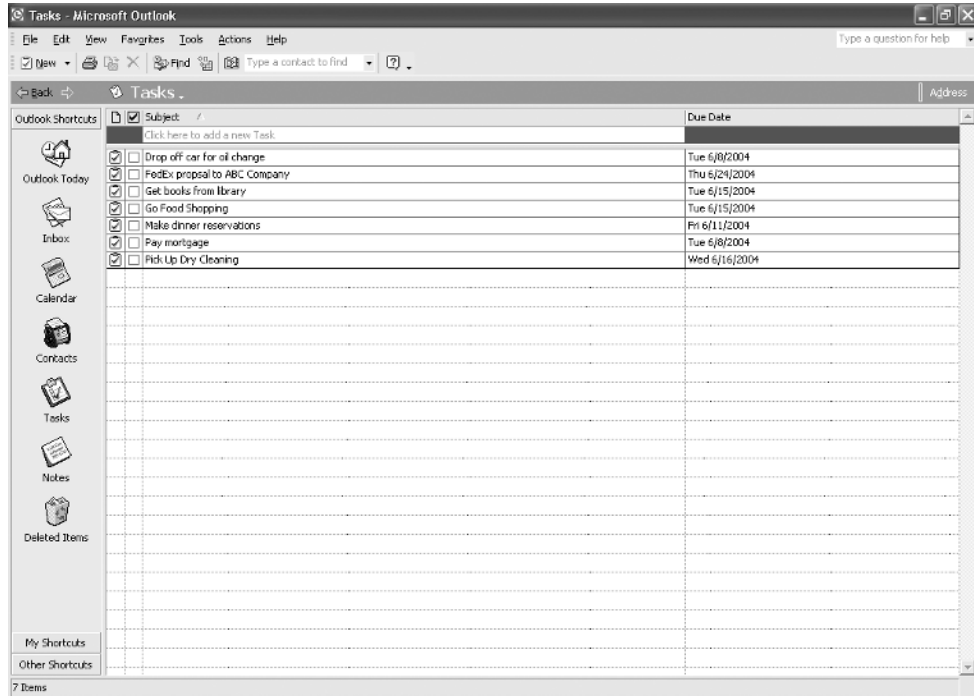 Tasks - Microsoft Outlook
File Edit View Favorites Tools Actions Help
Type a question for help
New Find Type a contact to find
Back Tasks . Address
Outlook Shortcuts
Subject Due Date
Click here to add a new Task
Drop off car for oil change Tue 6/8/2004
FedEx propsal to ABC Company Thu 6/24/2004
Get books from library Tue 6/15/2004
Go Food Shopping Tue 6/15/2004
Make dinner reservations Fri 6/11/2004
Pay mortgage Tue 6/8/2004
Pick Up Dry Cleaning Wed 6/16/2004
Outlook Today
Inbox
Calendar
Contacts
Tasks
Notes
Deleted Items
My Shortcuts
Other Shortcuts
7 Items